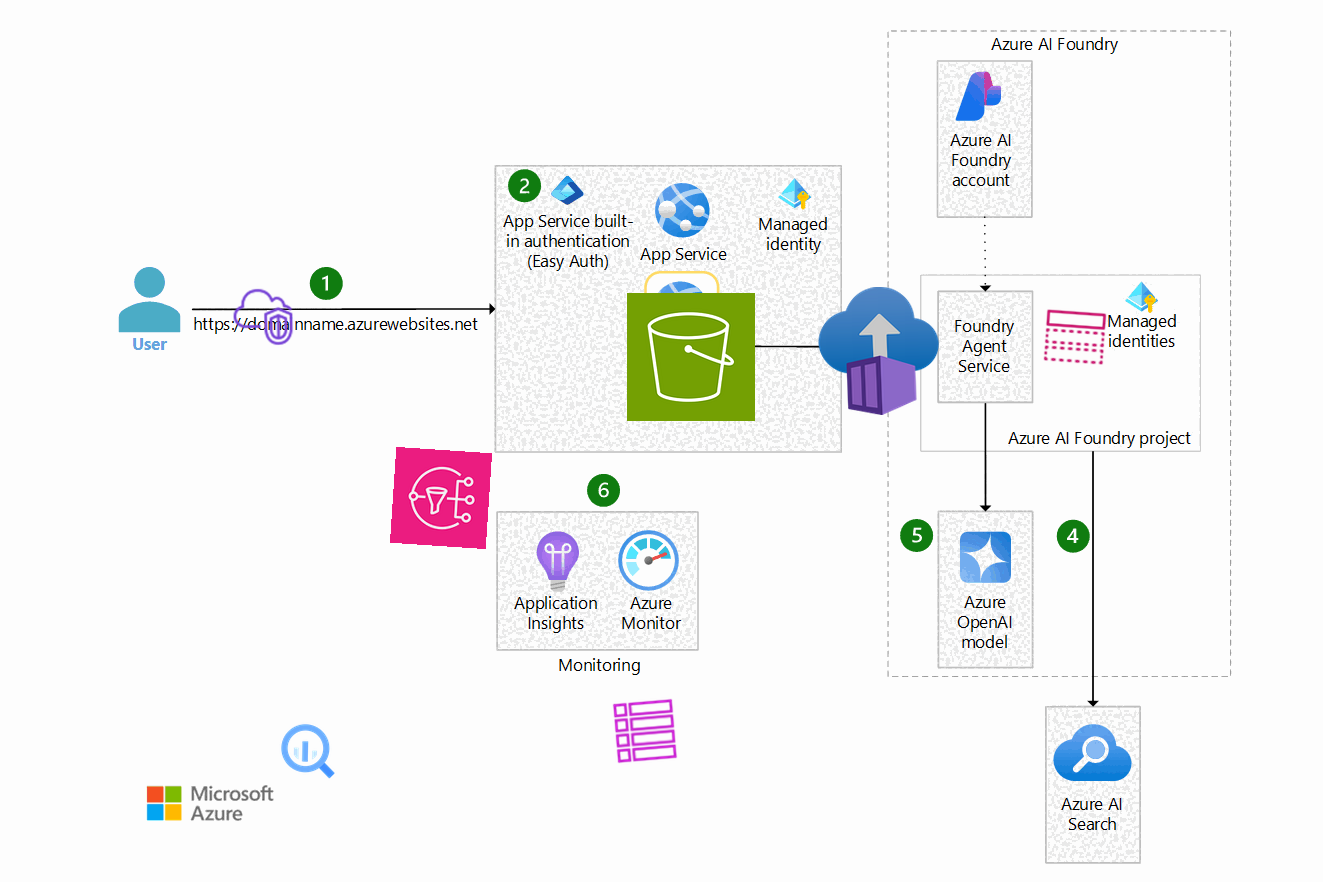 Azure AI Foundry
Azure AI
Foundry
account
2
App Service built-
in authentication
(Easy Auth)
App Service
Managed
identity
1
https://domainname.azurewebsites.net
User
Foundry
Agent
Service
Managed
identities
Azure AI Foundry project
6
Application
Insights
Azure
Monitor
Monitoring
5
4
Azure
OpenAI
model
Azure AI
Search
Microsoft
Azure